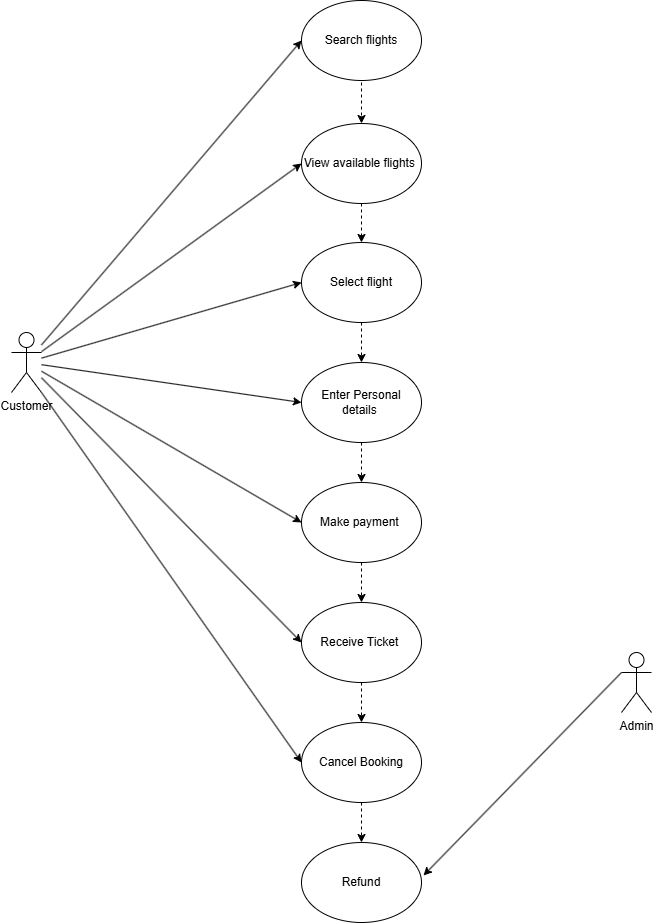 Search flights
View available flights
Select flight
Customer
Enter Personal
details
Make payment
Receive Ticket
Admin
Cancel Booking
Refund